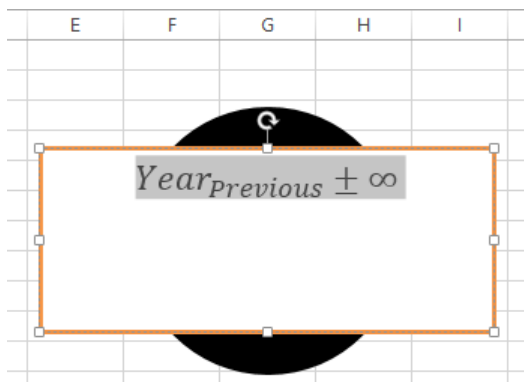 E F G H I
Year_Previous ± ∞